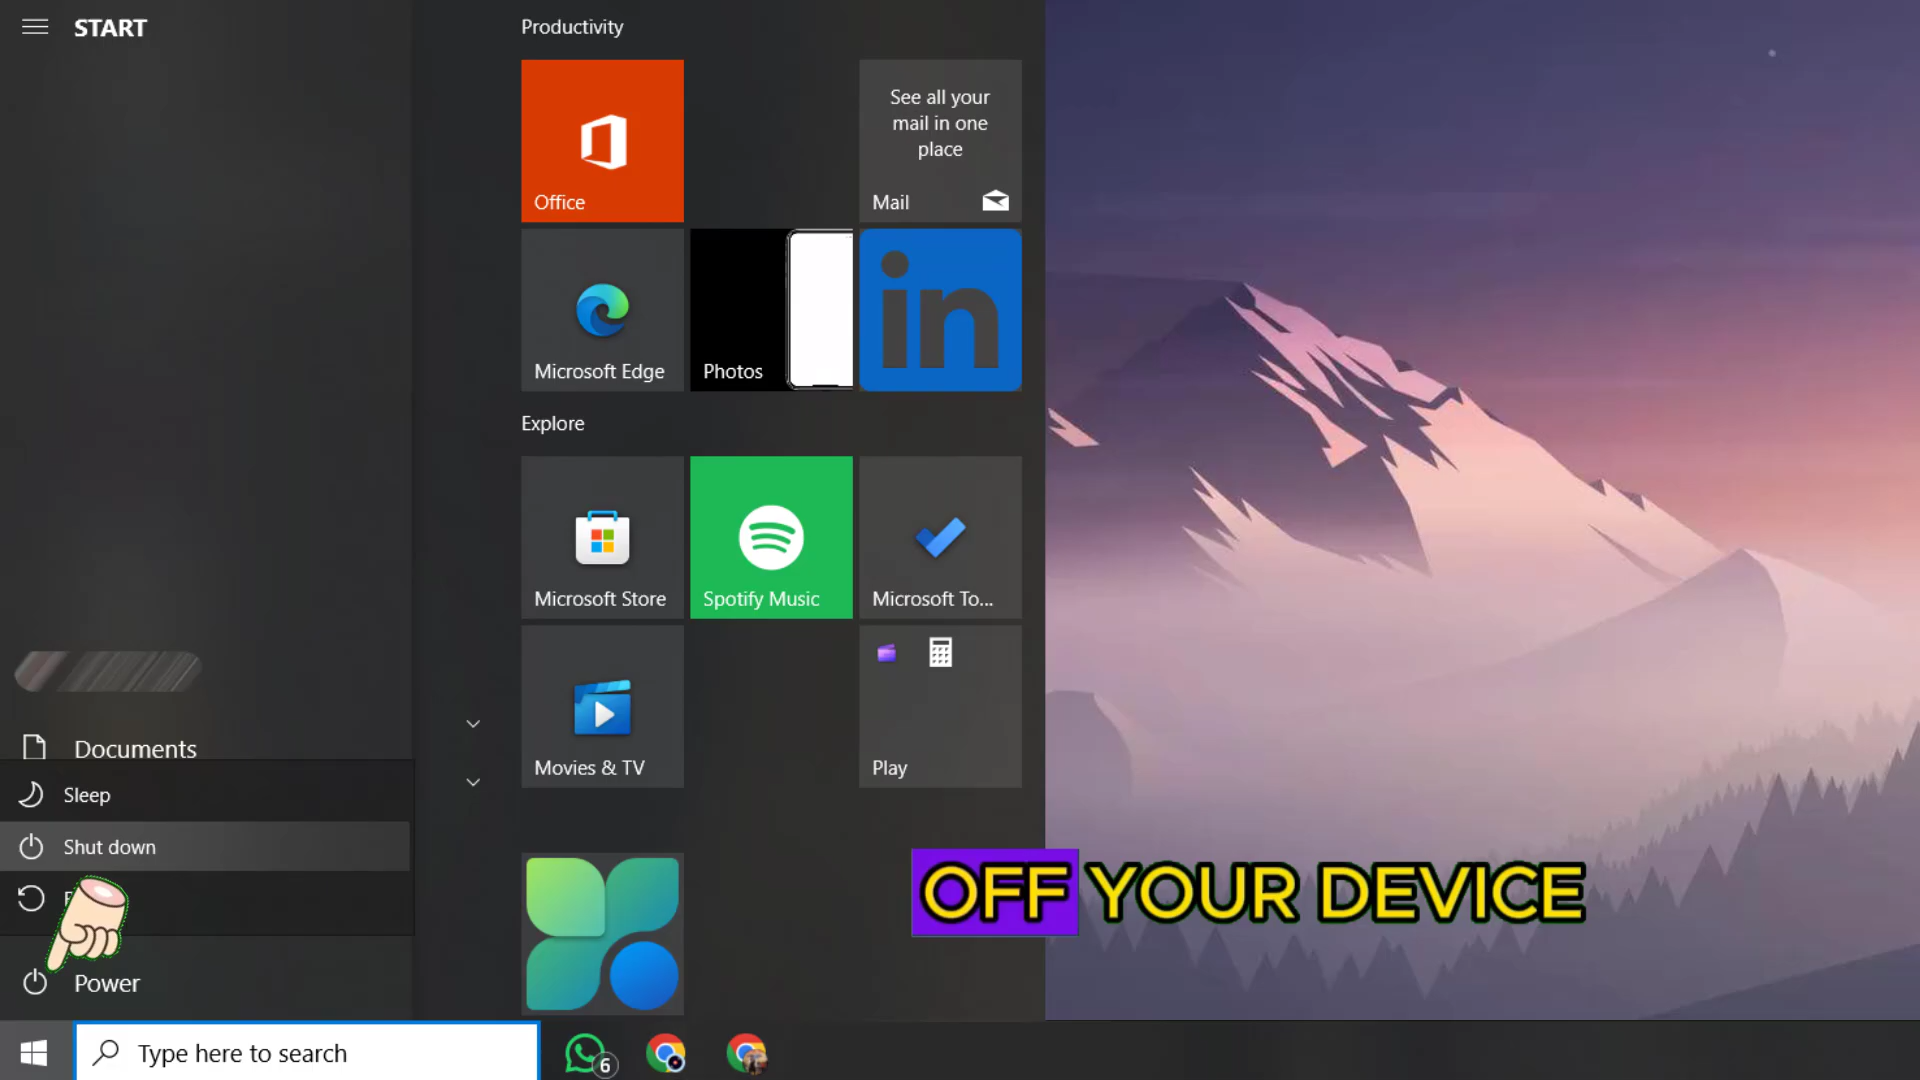 START
Productivity
Office
See all your
mail in one
place
Mail
Microsoft Edge
Photos
in
Explore
Microsoft Store
Spotify Music
Microsoft To...
Movies & TV
Play
Documents
Sleep
Shut down
Power
OFF YOUR DEVICE
Type here to search
6